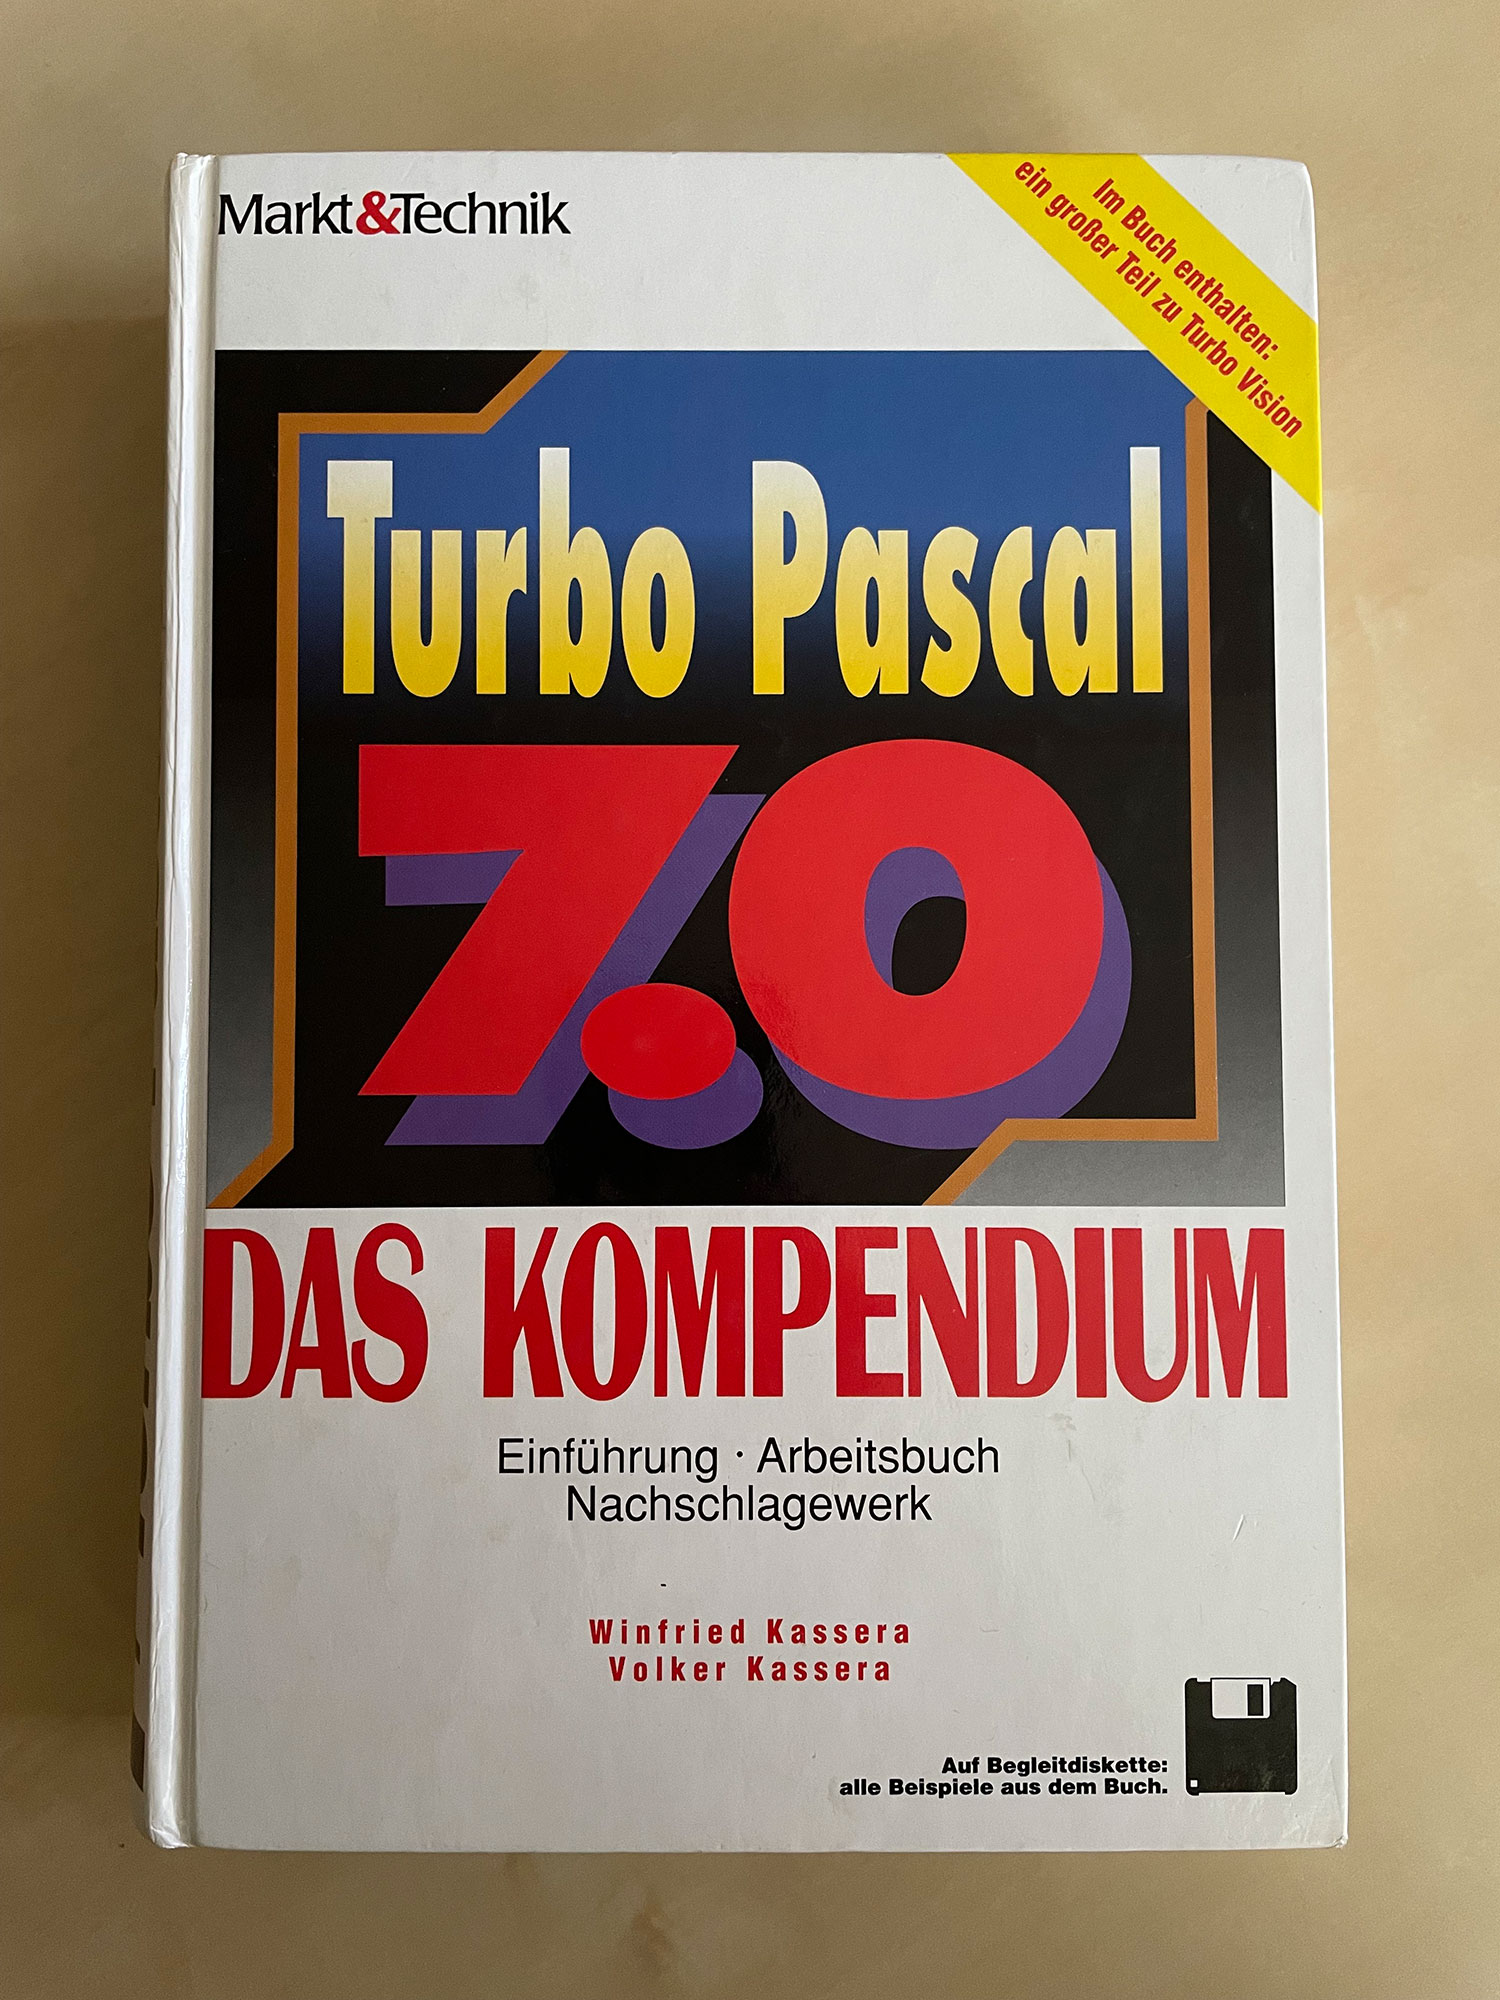 Markt&Technik
Im Buch enthalten:
ein großer Teil zu Turbo Vision
Turbo Pascal
7.0
DAS KOMPENDIUM
Einführung · Arbeitsbuch
Nachschlagewerk
Winfried Kassera
Volker Kassera
Auf Begleitdiskette:
alle Beispiele aus dem Buch.